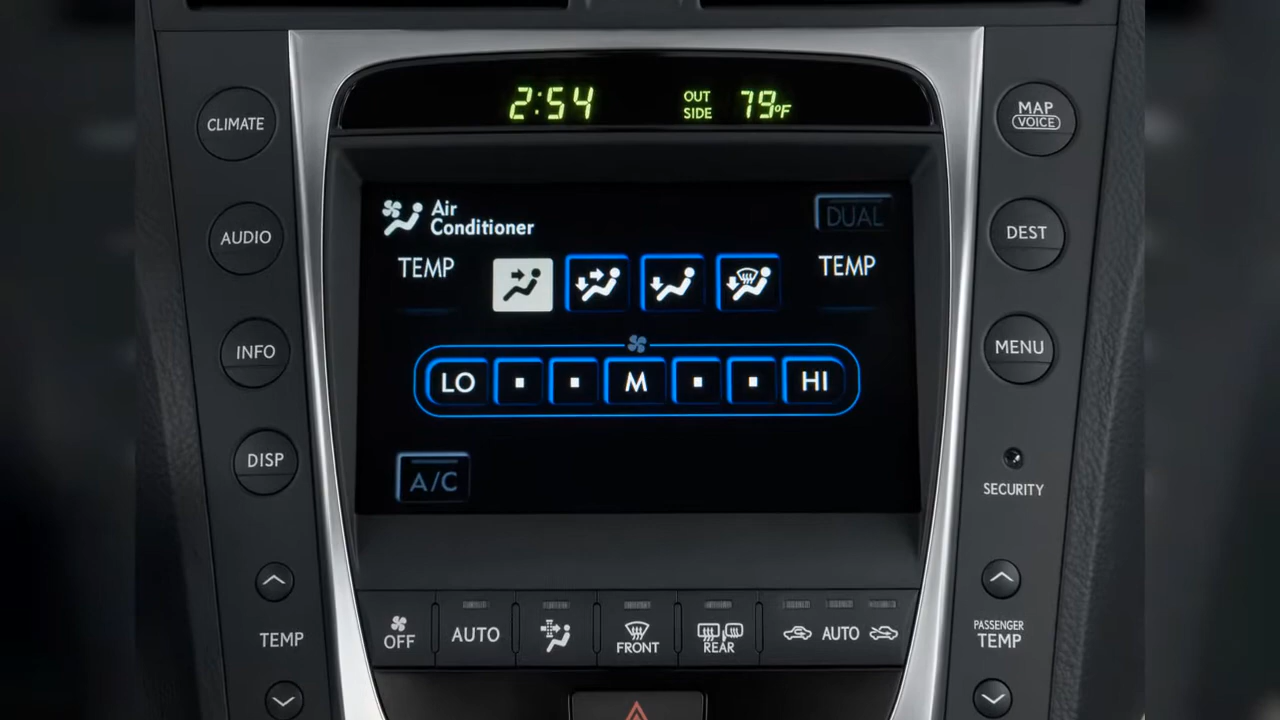 2:54 OUT SIDE 79°F
CLIMATE
MAP
VOICE
Air
Conditioner
DUAL
AUDIO
DEST
TEMP
TEMP
INFO
MENU
LO M HI
DISP
A/C
SECURITY
TEMP
OFF
AUTO
FRONT
REAR
AUTO
PASSENGER
TEMP